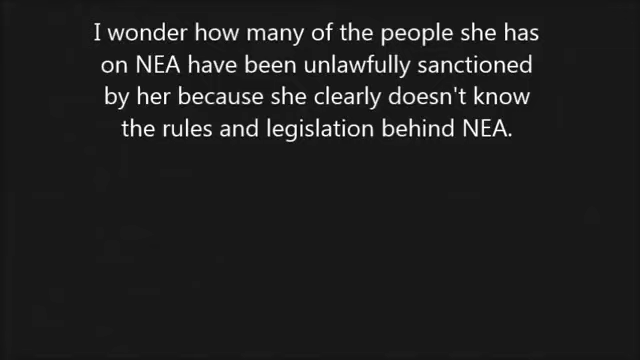 I wonder how many of the people she has
on NEA have been unlawfully sanctioned
by her because she clearly doesn't know
the rules and legislation behind NEA.